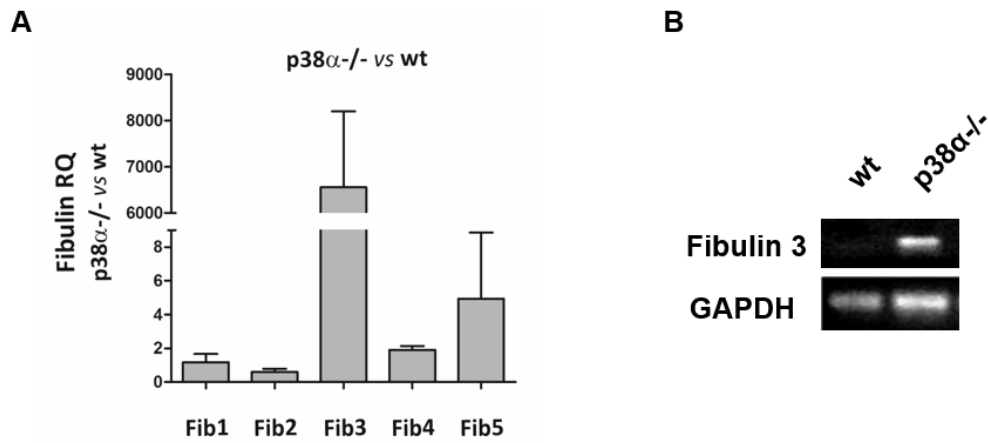 A
p38α-/- vs wt
Fibulin RQ
p38α-/- vs wt
9000
8000
7000
6000
8
6
4
2
0
Fib1 Fib2 Fib3 Fib4 Fib5
B
wt p38α-/-
Fibulin 3
GAPDH